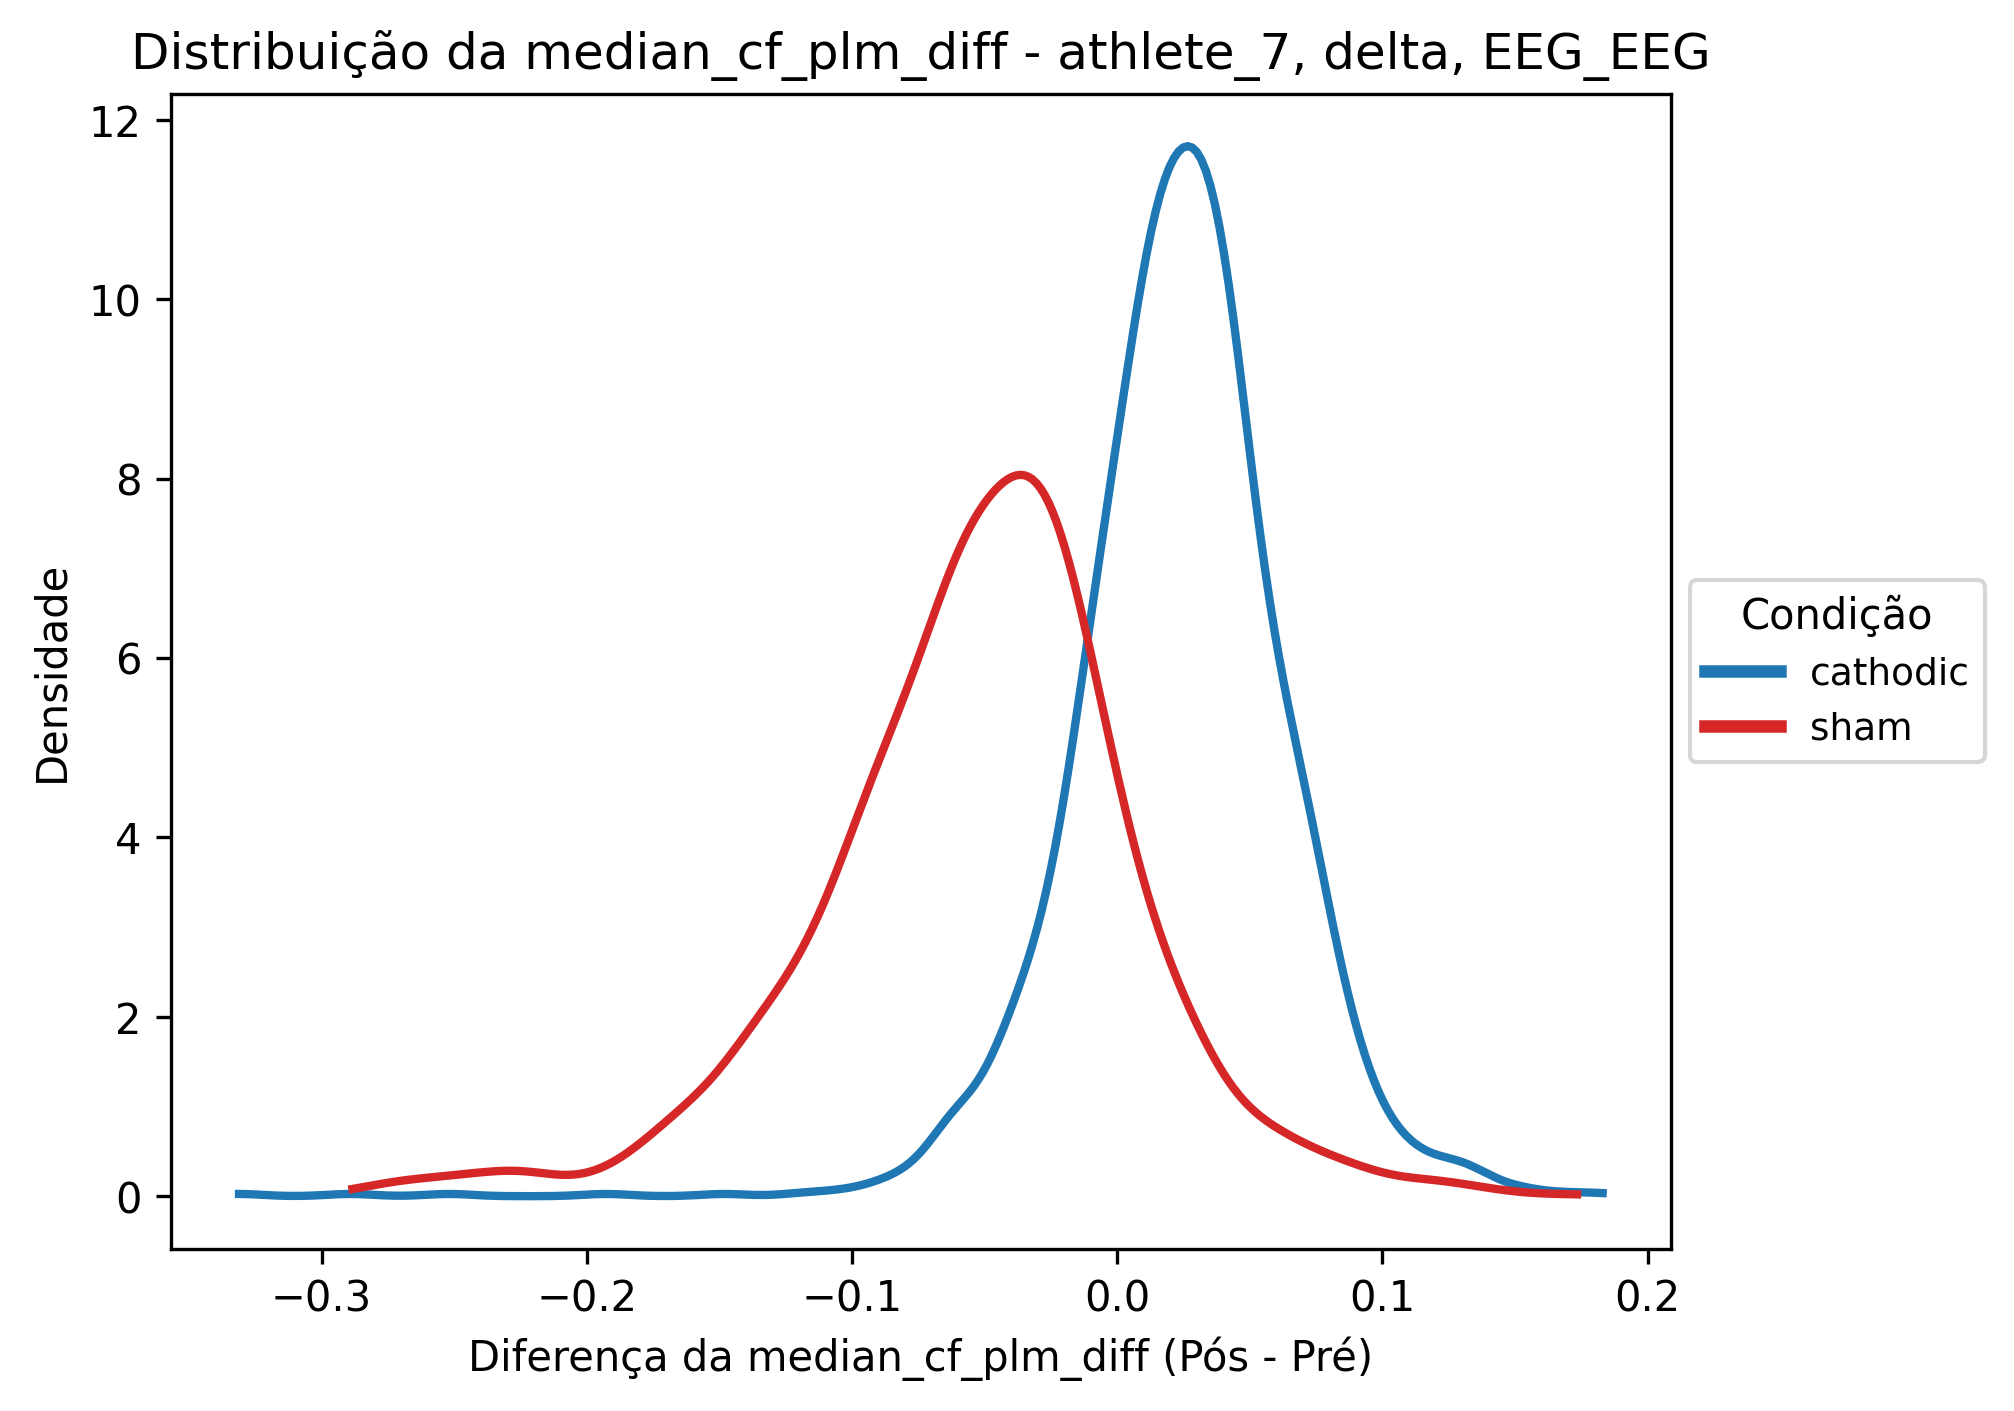 Distribuição da median_cf_plm_diff - athlete_7, delta, EEG_EEG
12
10
8
6
4
2
0
Densidade
−0.3
−0.2
−0.1
0.0
0.1
0.2
Diferença da median_cf_plm_diff (Pós - Pré)
Condição
cathodic
sham